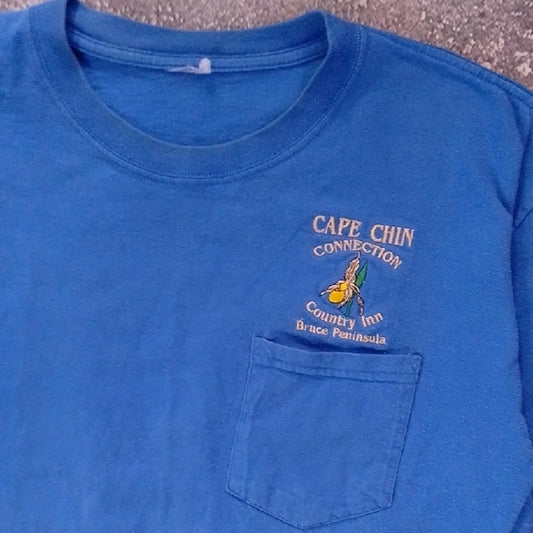 CAPE CHIN
CONNECTION
Country Inn
Bruce Peninsula